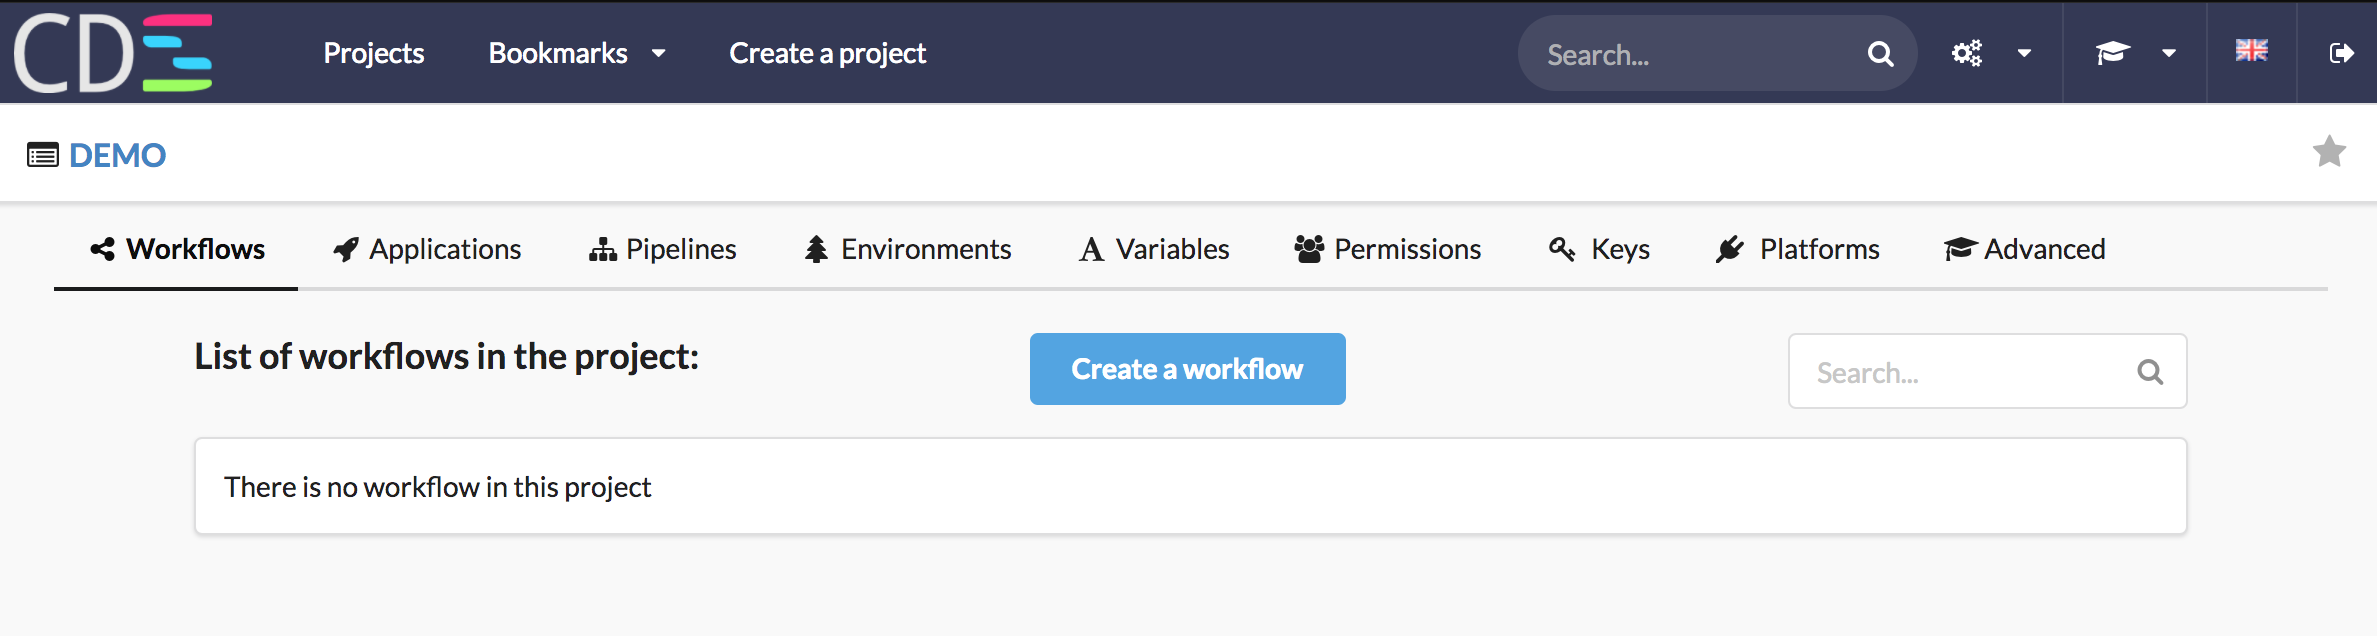 CDE
Projects Bookmarks Create a project Search...
DEMO
Workflows Applications Pipelines Environments Variables Permissions Keys Platforms Advanced
List of workflows in the project: Create a workflow Search...
There is no workflow in this project